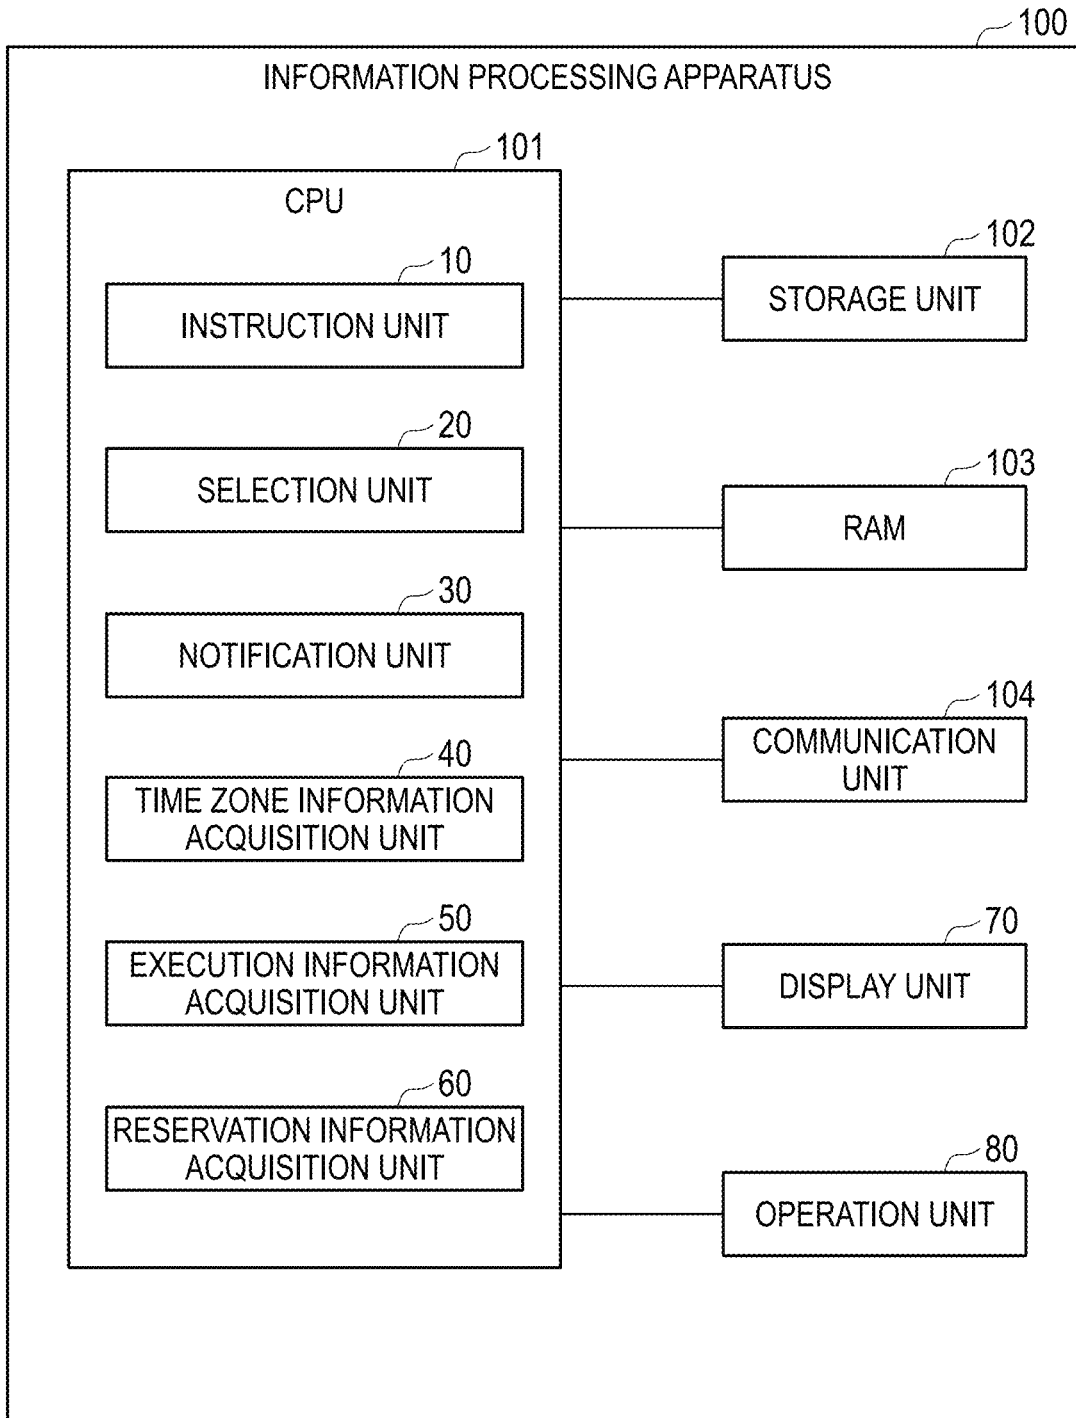 100
INFORMATION PROCESSING APPARATUS
101
CPU
10
INSTRUCTION UNIT
20
SELECTION UNIT
30
NOTIFICATION UNIT
40
TIME ZONE INFORMATION
ACQUISITION UNIT
50
EXECUTION INFORMATION
ACQUISITION UNIT
60
RESERVATION INFORMATION
ACQUISITION UNIT
102
STORAGE UNIT
103
RAM
104
COMMUNICATION
UNIT
70
DISPLAY UNIT
80
OPERATION UNIT